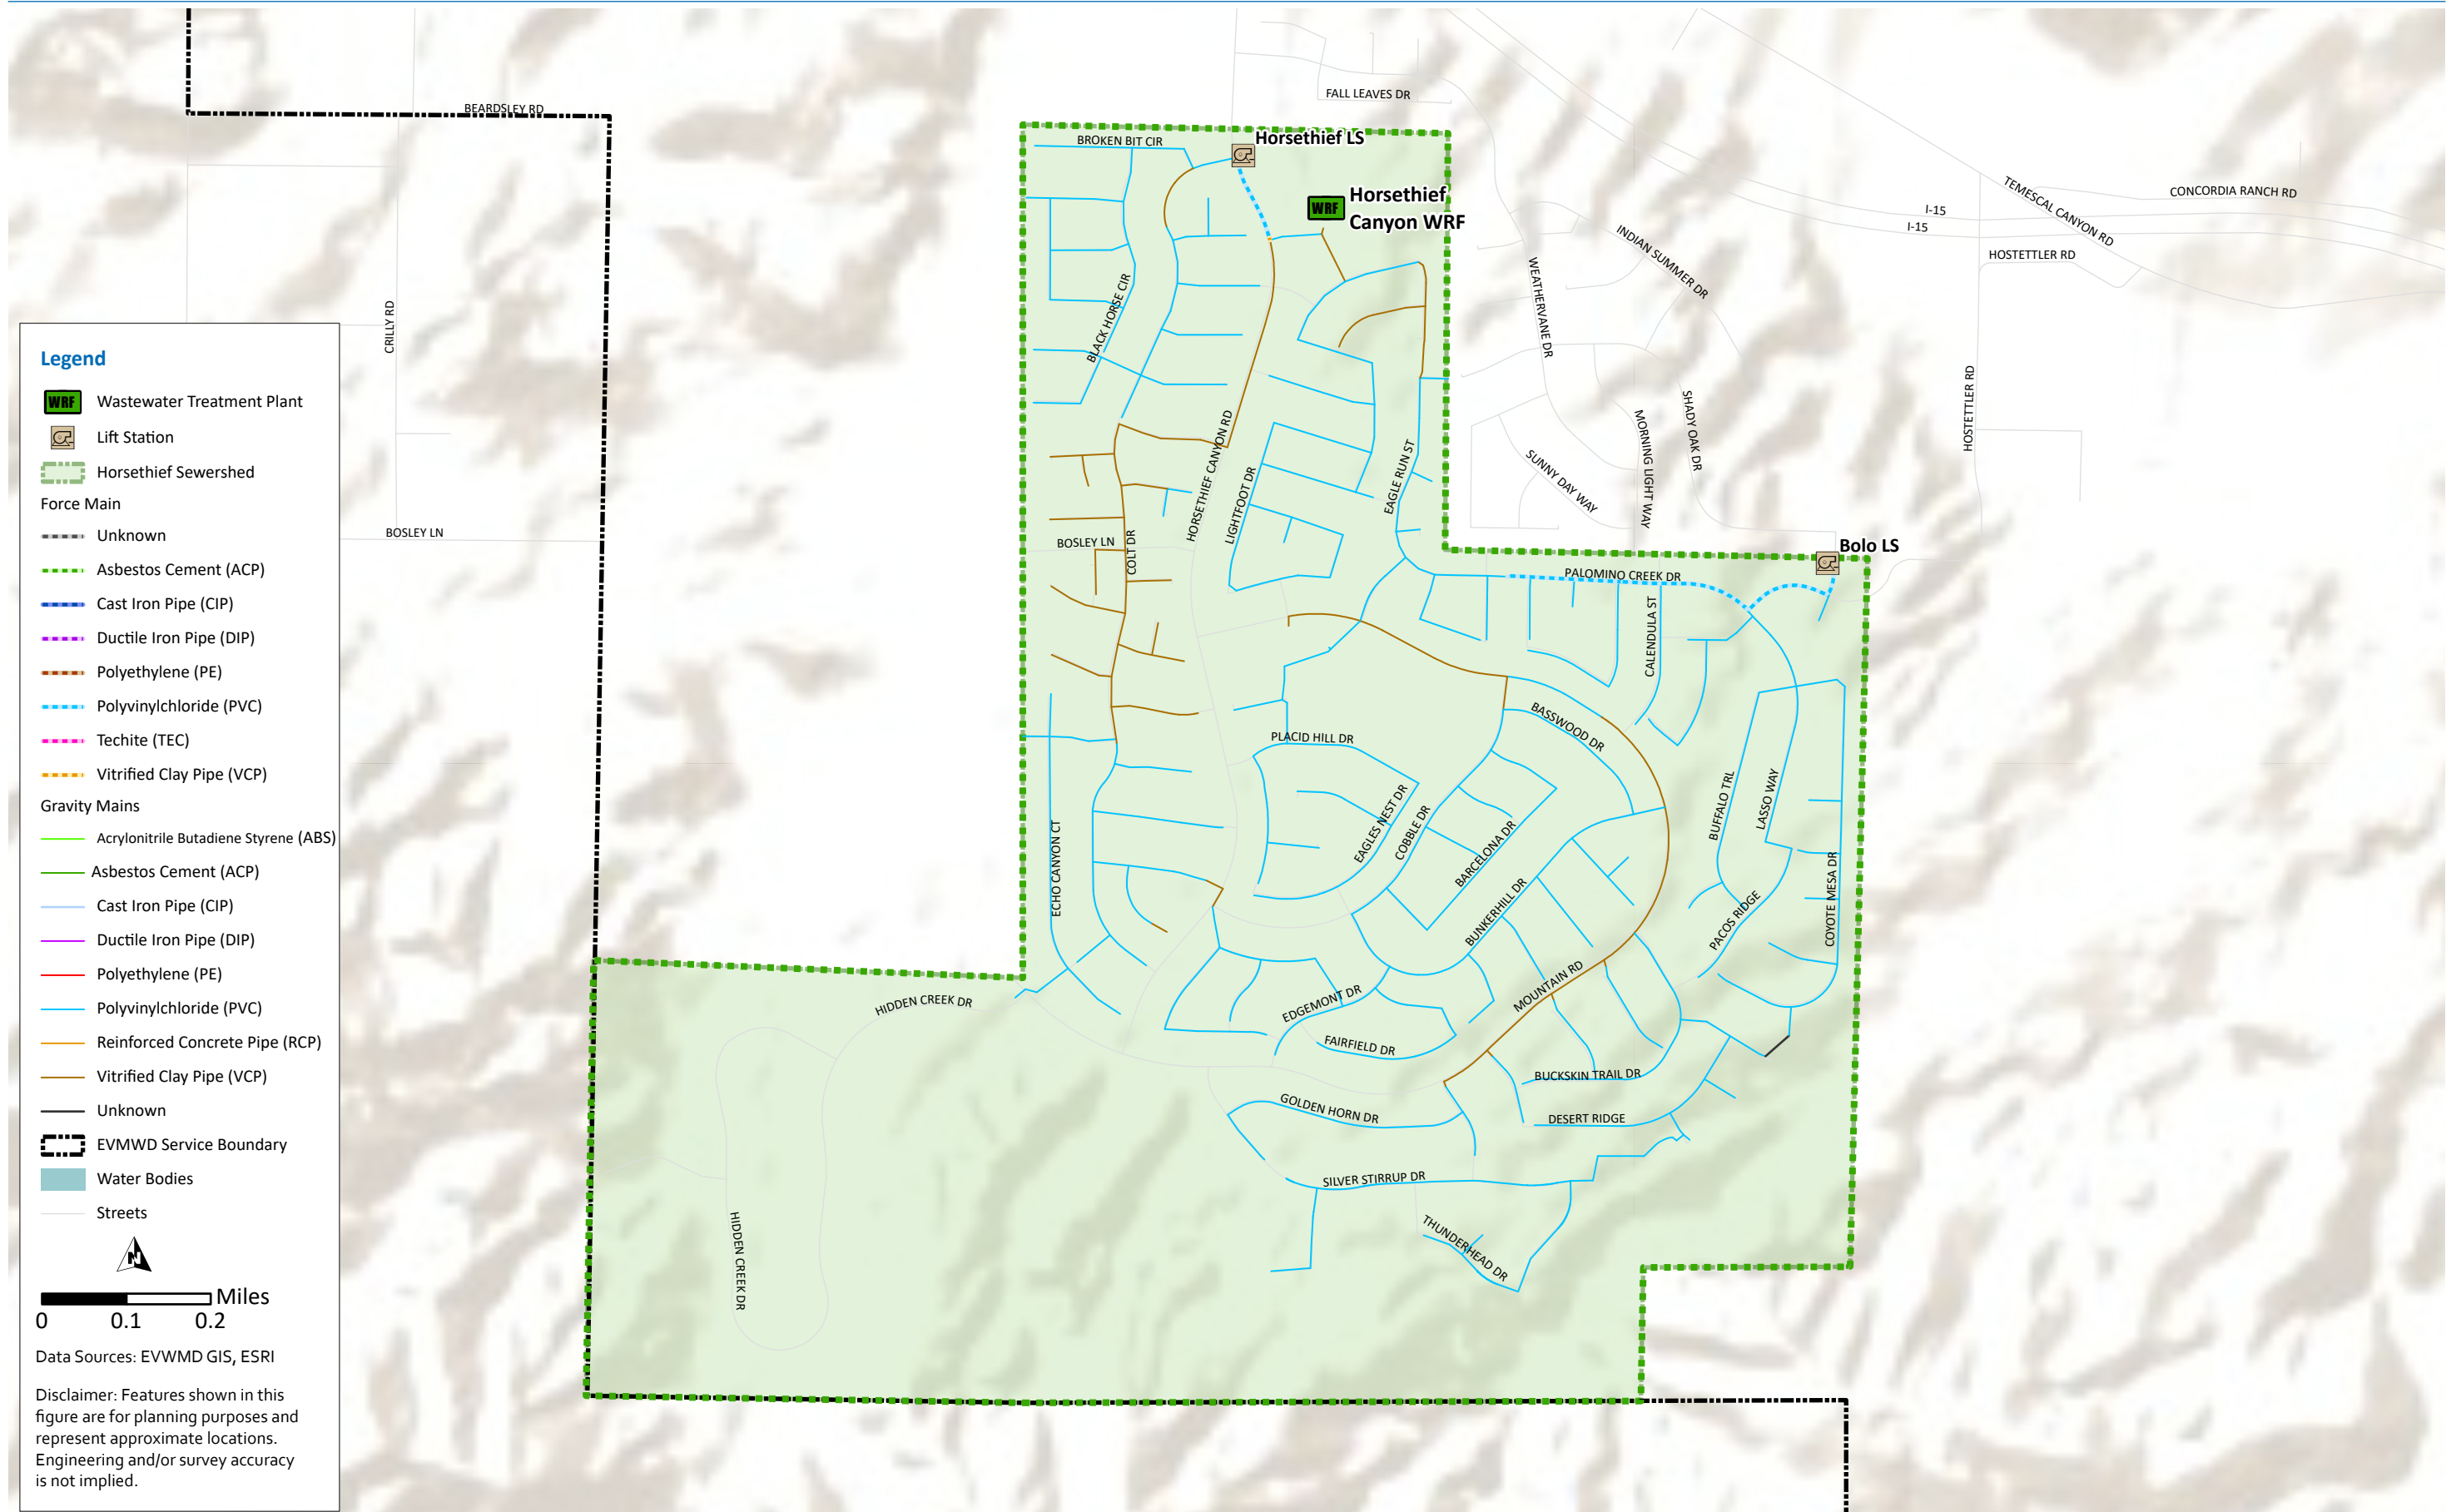 Legend
WRF
Wastewater Treatment Plant
Lift Station
Horsethief Sewershed
Force Main
Unknown
Asbestos Cement (ACP)
Cast Iron Pipe (CIP)
Ductile Iron Pipe (DIP)
Polyethylene (PE)
Polyvinylchloride (PVC)
Techite (TEC)
Vitrified Clay Pipe (VCP)
Gravity Mains
Acrylonitrile Butadiene Styrene (ABS)
Asbestos Cement (ACP)
Cast Iron Pipe (CIP)
Ductile Iron Pipe (DIP)
Polyethylene (PE)
Polyvinylchloride (PVC)
Reinforced Concrete Pipe (RCP)
Vitrified Clay Pipe (VCP)
Unknown
EVMWD Service Boundary
Water Bodies
Streets
N
Miles
0 0.1 0.2
Data Sources: EVWMD GIS, ESRI
Disclaimer: Features shown in this
figure are for planning purposes and
represent approximate locations.
Engineering and/or survey accuracy
is not implied.
BEARDSLEY RD
CRILLY RD
BOSLEY LN
FALL LEAVES DR
BROKEN BIT CIR
Horsethief LS
WRF
Horsethief
Canyon WRF
TEMESCAL CANYON RD
CONCORDIA RANCH RD
I-15
I-15
HOSTETTLER RD
INDIAN SUMMER DR
WEATHERVANE DR
BLACK HORSE CIR
HOSTETTLER RD
SHADY OAK DR
MORNING LIGHT WAY
SUNNY DAY WAY
HORSETHIEF CANYON RD
LIGHTFOOT DR
EAGLE RUN ST
BOSLEY LN
COLT DR
Bolo LS
PALOMINO CREEK DR
CALENDULA ST
BASSWOOD DR
PLACID HILL DR
EAGLES NEST DR
COBBLE DR
BARCELONA DR
BUFFALO TRL
LASSO WAY
ECHO CANYON CT
BUNKERHILL DR
PACOS RIDGE
COYOTE MESA DR
MOUNTAIN RD
HIDDEN CREEK DR
EDGEMONT DR
FAIRFIELD DR
BUCKSKIN TRAIL DR
GOLDEN HORN DR
DESERT RIDGE
SILVER STIRRUP DR
THUNDERHEAD DR
HIDDEN CREEK DR